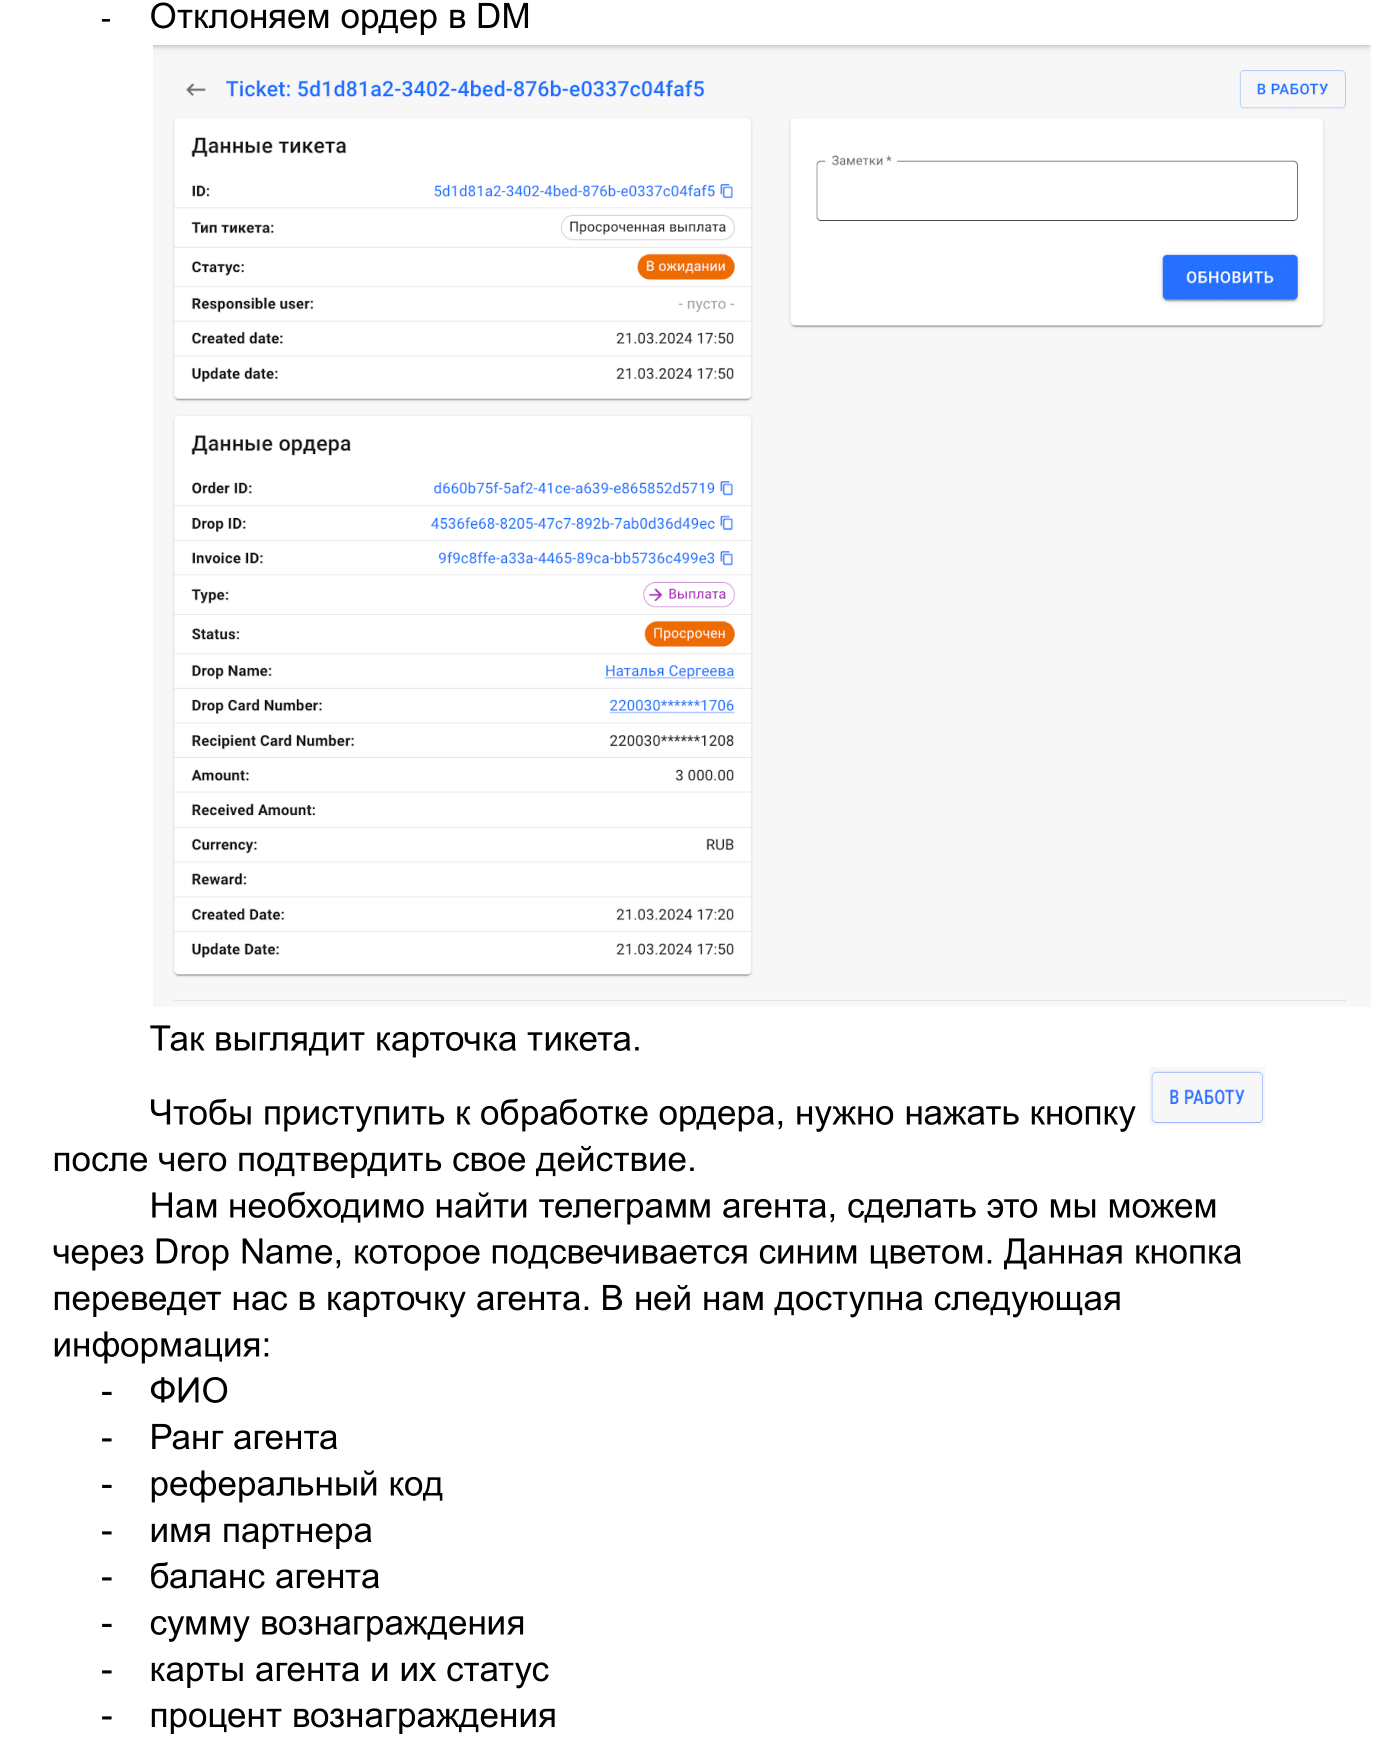 - Отклоняем ордер в DM
← Ticket: 5d1d81a2-3402-4bed-876b-e0337c04faf5
В РАБОТУ
Данные тикета
ID: 5d1d81a2-3402-4bed-876b-e0337c04faf5
Тип тикета: Просроченная выплата
Статус: В ожидании
Responsible user: - пусто -
Created date: 21.03.2024 17:50
Update date: 21.03.2024 17:50
Заметки *
ОБНОВИТЬ
Данные ордера
Order ID: d660b75f-5af2-41ce-a639-e865852d5719
Drop ID: 4536fe68-8205-47c7-892b-7ab0d36d49ec
Invoice ID: 9f9c8ffe-a33a-4465-89ca-bb5736c499e3
Type: → Выплата
Status: Просрочен
Drop Name: Наталья Сергеева
Drop Card Number: 220030******1706
Recipient Card Number: 220030******1208
Amount: 3 000.00
Received Amount:
Currency: RUB
Reward:
Created Date: 21.03.2024 17:20
Update Date: 21.03.2024 17:50
Так выглядит карточка тикета.
Чтобы приступить к обработке ордера, нужно нажать кнопку В РАБОТУ
после чего подтвердить свое действие.
Нам необходимо найти телеграмм агента, сделать это мы можем
через Drop Name, которое подсвечивается синим цветом. Данная кнопка
переведет нас в карточку агента. В ней нам доступна следующая
информация:
- ФИО
- Ранг агента
- реферальный код
- имя партнера
- баланс агента
- сумму вознаграждения
- карты агента и их статус
- процент вознаграждения